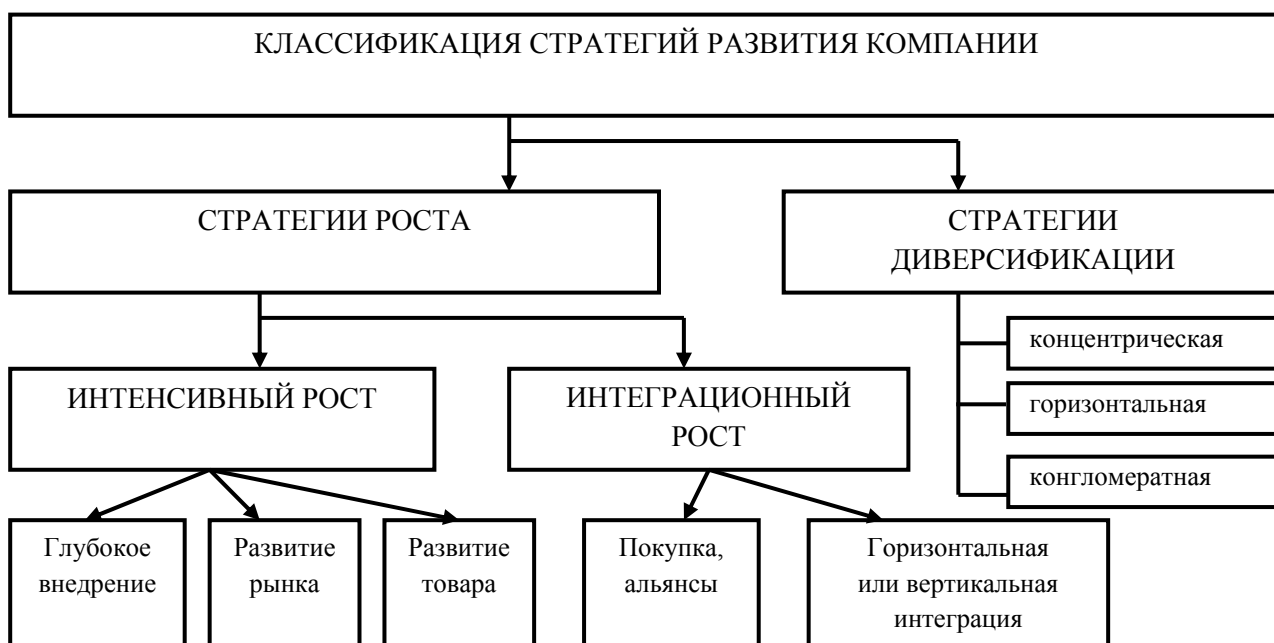 КЛАССИФИКАЦИЯ СТРАТЕГИЙ РАЗВИТИЯ КОМПАНИИ
СТРАТЕГИИ РОСТА
СТРАТЕГИИ
ДИВЕРСИФИКАЦИИ
концентрическая
горизонтальная
конгломератная
ИНТЕНСИВНЫЙ РОСТ
ИНТЕГРАЦИОННЫЙ
РОСТ
Глубокое
внедрение
Развитие
рынка
Развитие
товара
Покупка,
альянсы
Горизонтальная
или вертикальная
интеграция